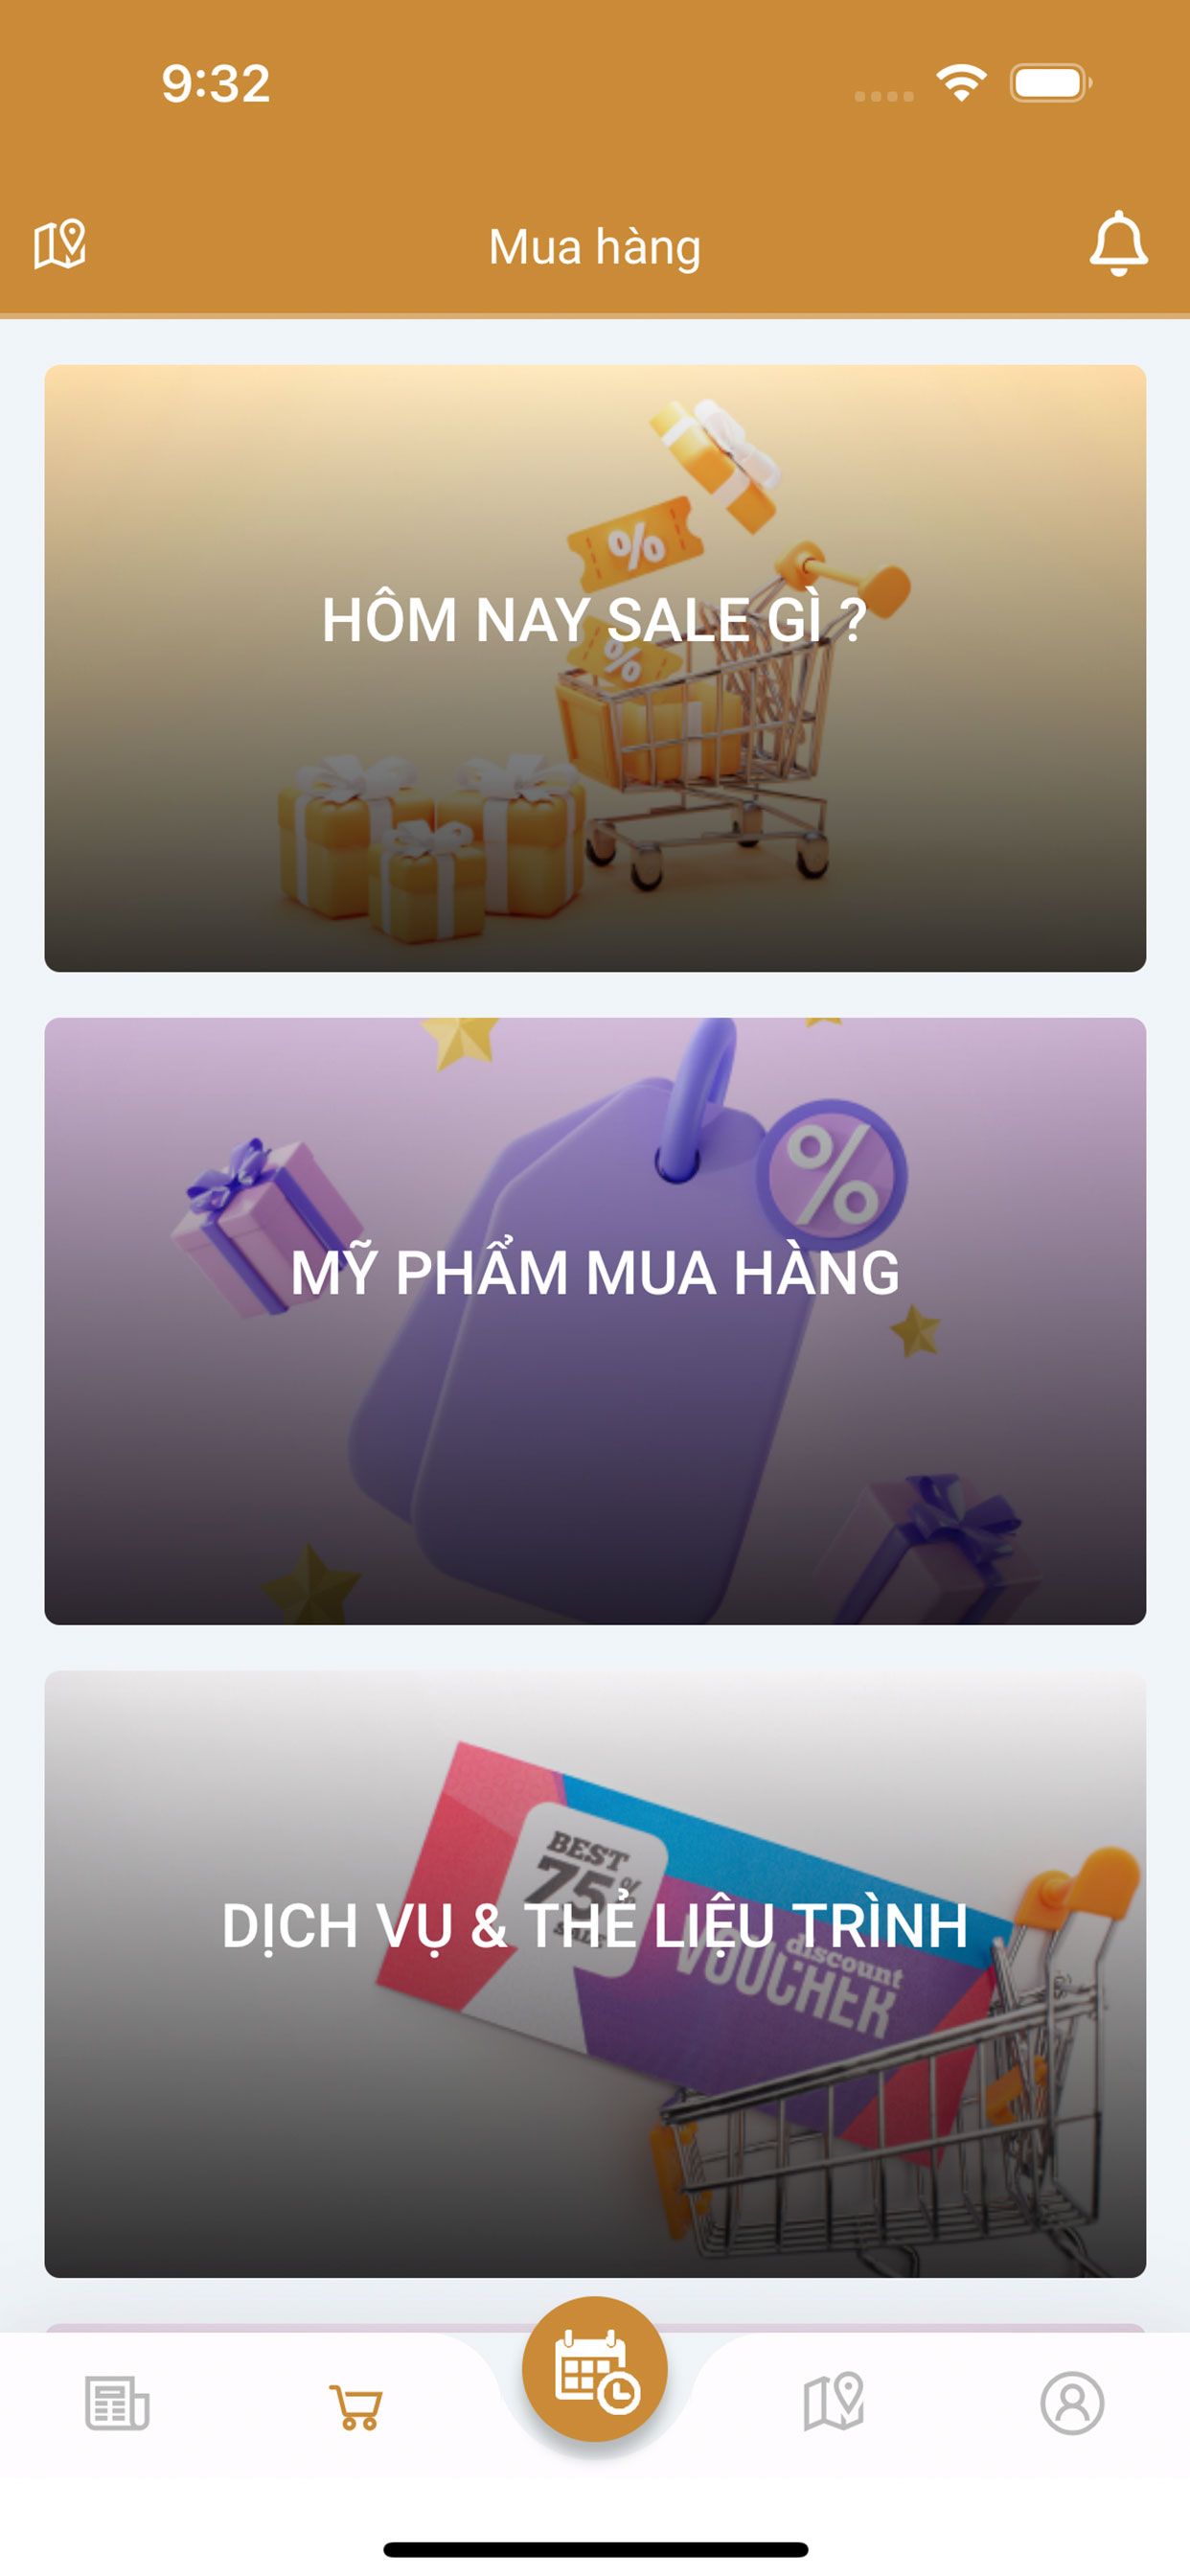 9:32
Mua hàng
%
HÔM NAY SALE GÌ ?
%
%
MỸ PHẨM MUA HÀNG
BEST
75%
DỊCH VỤ & THẺ LIỆU TRÌNH
discount
VOUCHER